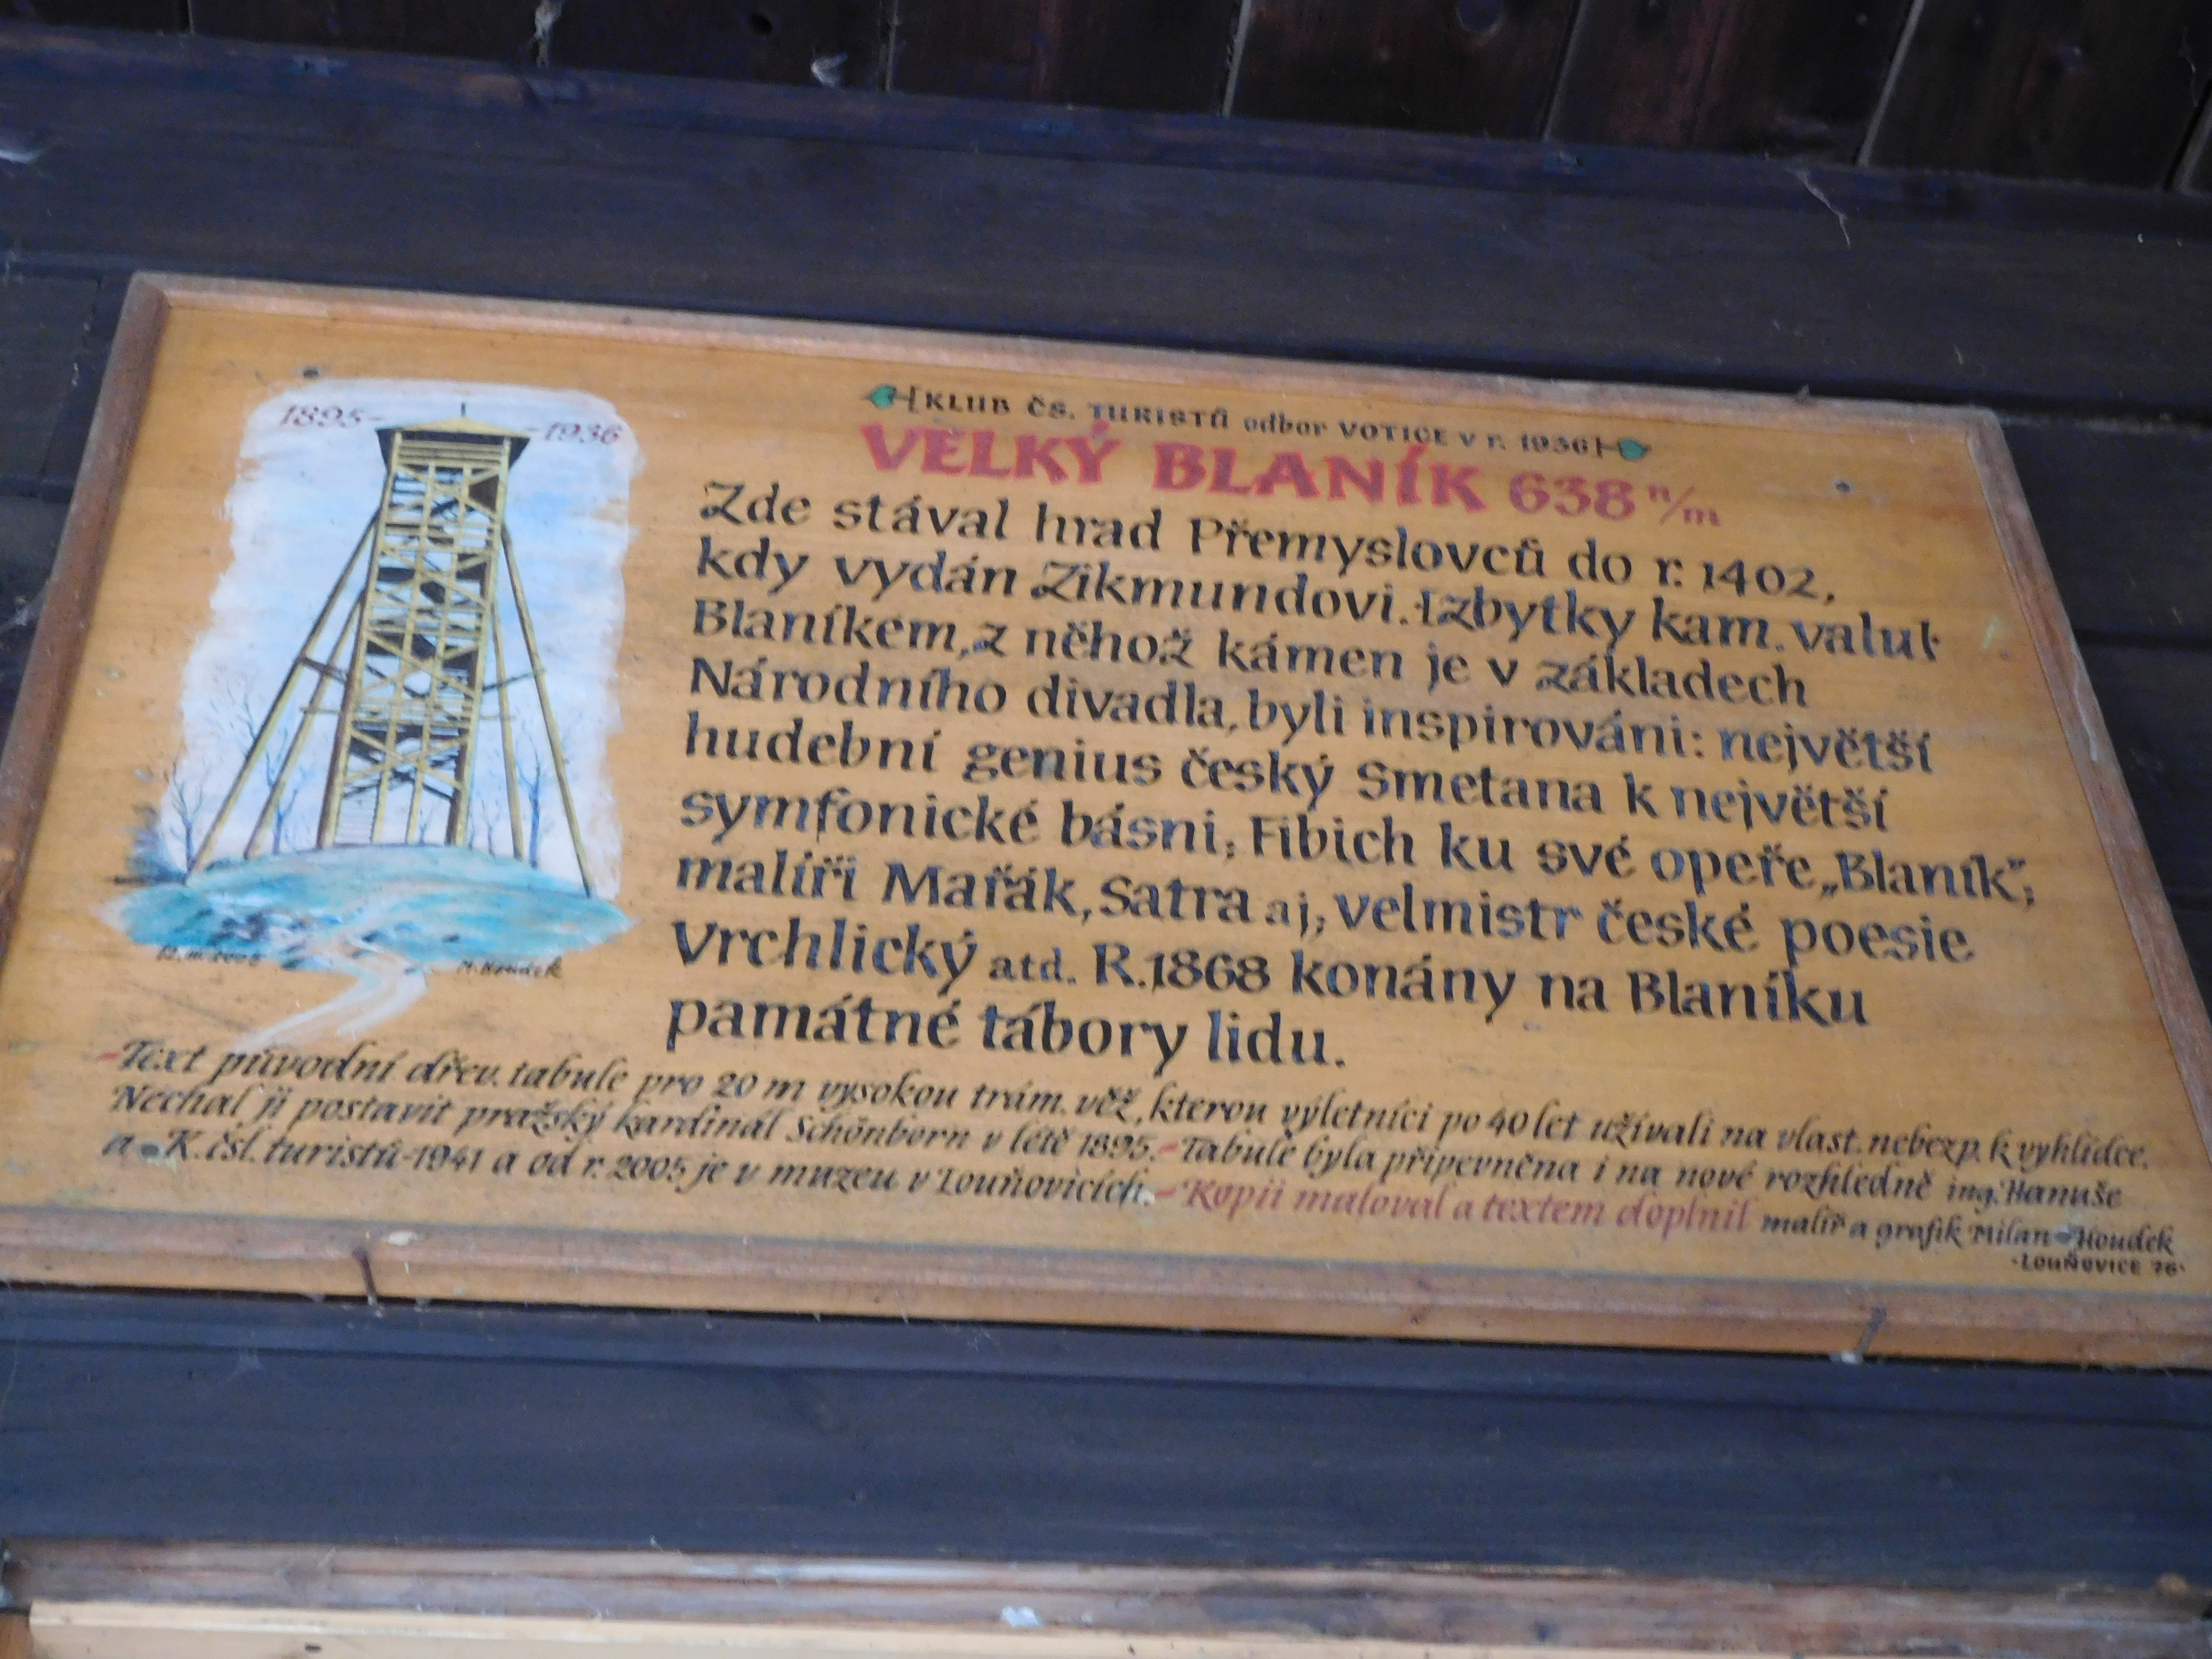 1895-
-1936
KLUB ČS. TURISTŮ odbor VOTICE v r. 1936
VELKÝ BLANÍK 638 n/m
Zde stával hrad Přemyslovců do r. 1402,
kdy vydán Zikmundovi. Izbytky kam. valu
Blaníkem, z něhož kámen je v základech
Národního divadla, byli inspirováni: největší
hudební genius český Smetana k největší
symfonické básni; Fibich ku své opeře „Blaník";
malíři Mařák, Satra aj; velmistr české poesie
Vrchlický atd. R. 1868 konány na Blaníku
památné tábory lidu.
M. Houdek
-Text původní dřev. tabule pro 20 m vysokou trám. věž, kterou výletníci po 40 let užívali na vlast. nebezp. k vyhlídce.
Nechal ji postavit pražský kardinál Schönborn v létě 1895.-Tabule byla připevněna i na nové rozhledně ing. Hanuše
a K. čsl. turistů-1941 a od r. 2005 je v muzeu v Louňovicích.-Kopii maloval a textem doplnil malíř a grafik Milan Houdek
·LOUŇOVICE 76·